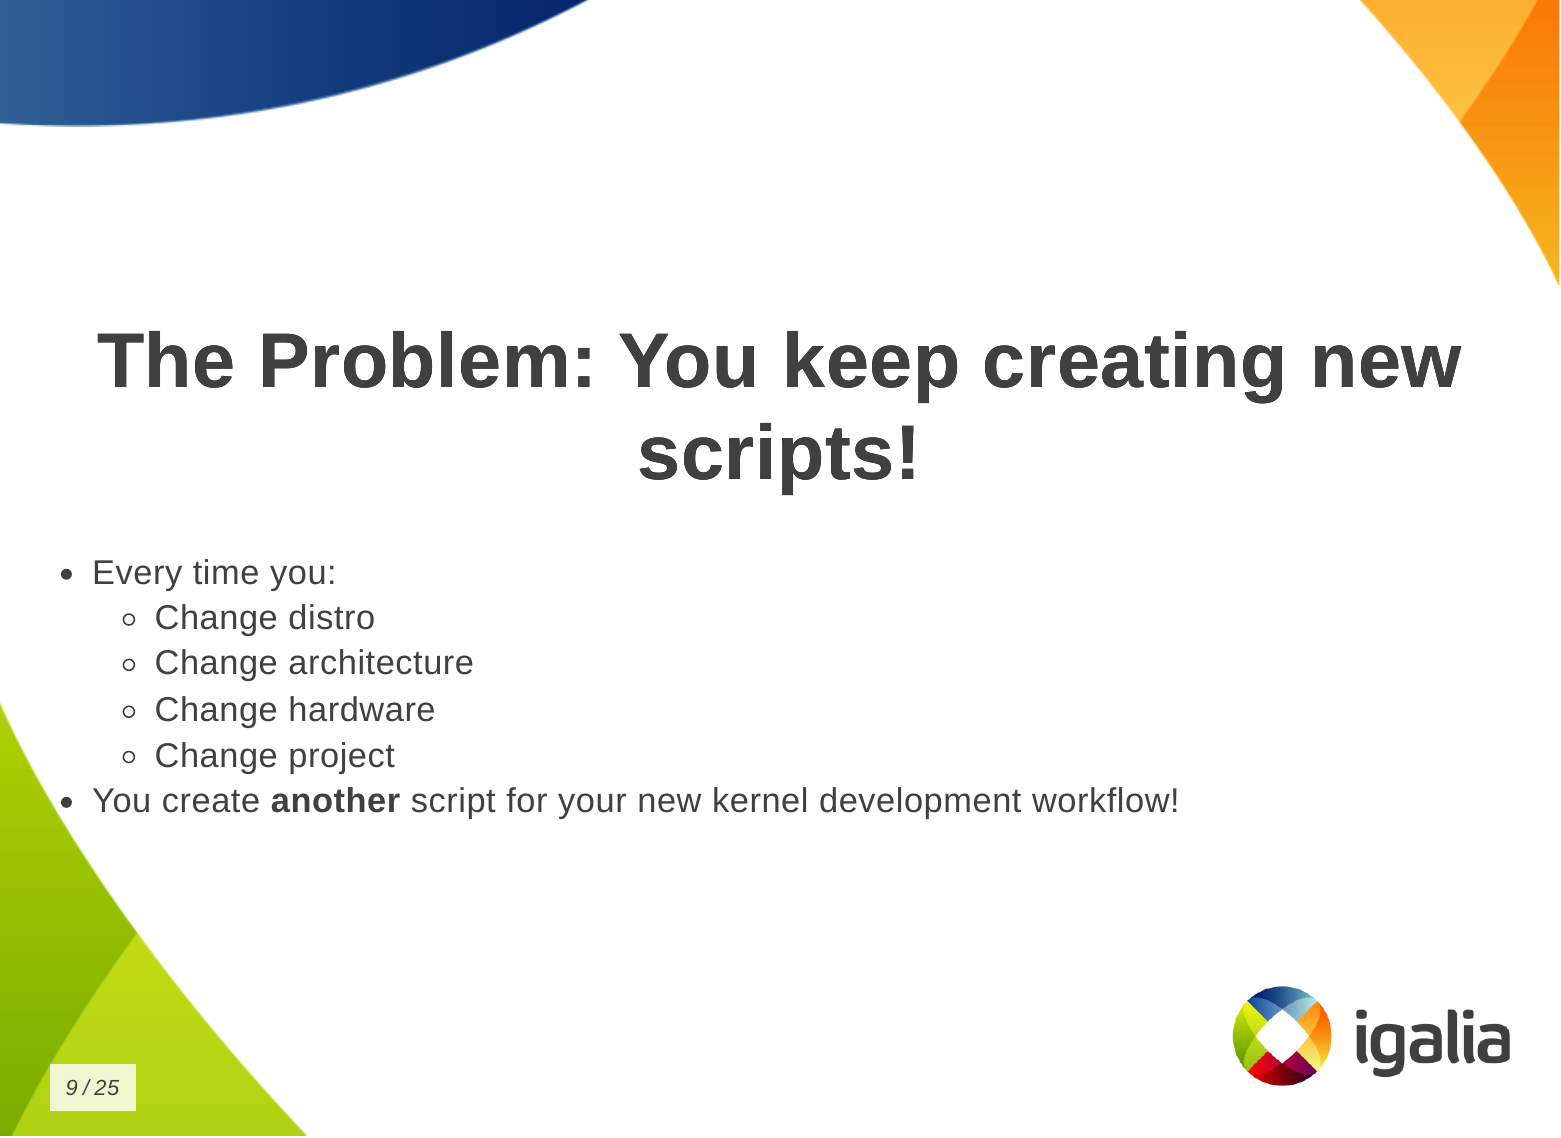 The Problem: You keep creating new
scripts!
Every time you:
Change distro
Change architecture
Change hardware
Change project
You create another script for your new kernel development workflow!
igalia
9 / 25